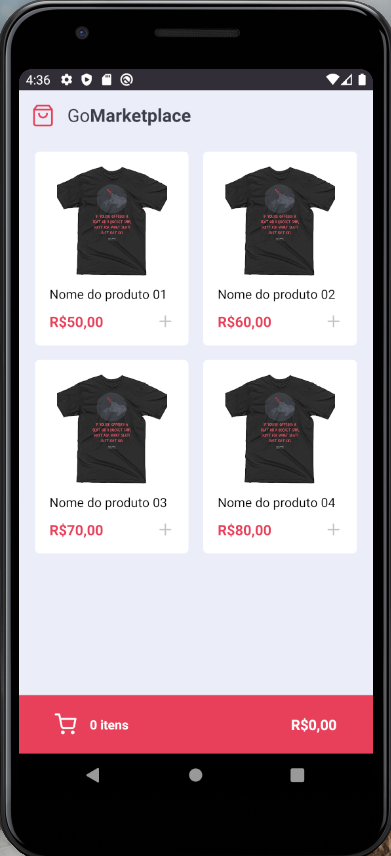 4:36
GoMarketplace
Nome do produto 01
R$50,00
Nome do produto 02
R$60,00
Nome do produto 03
R$70,00
Nome do produto 04
R$80,00
0 itens
R$0,00